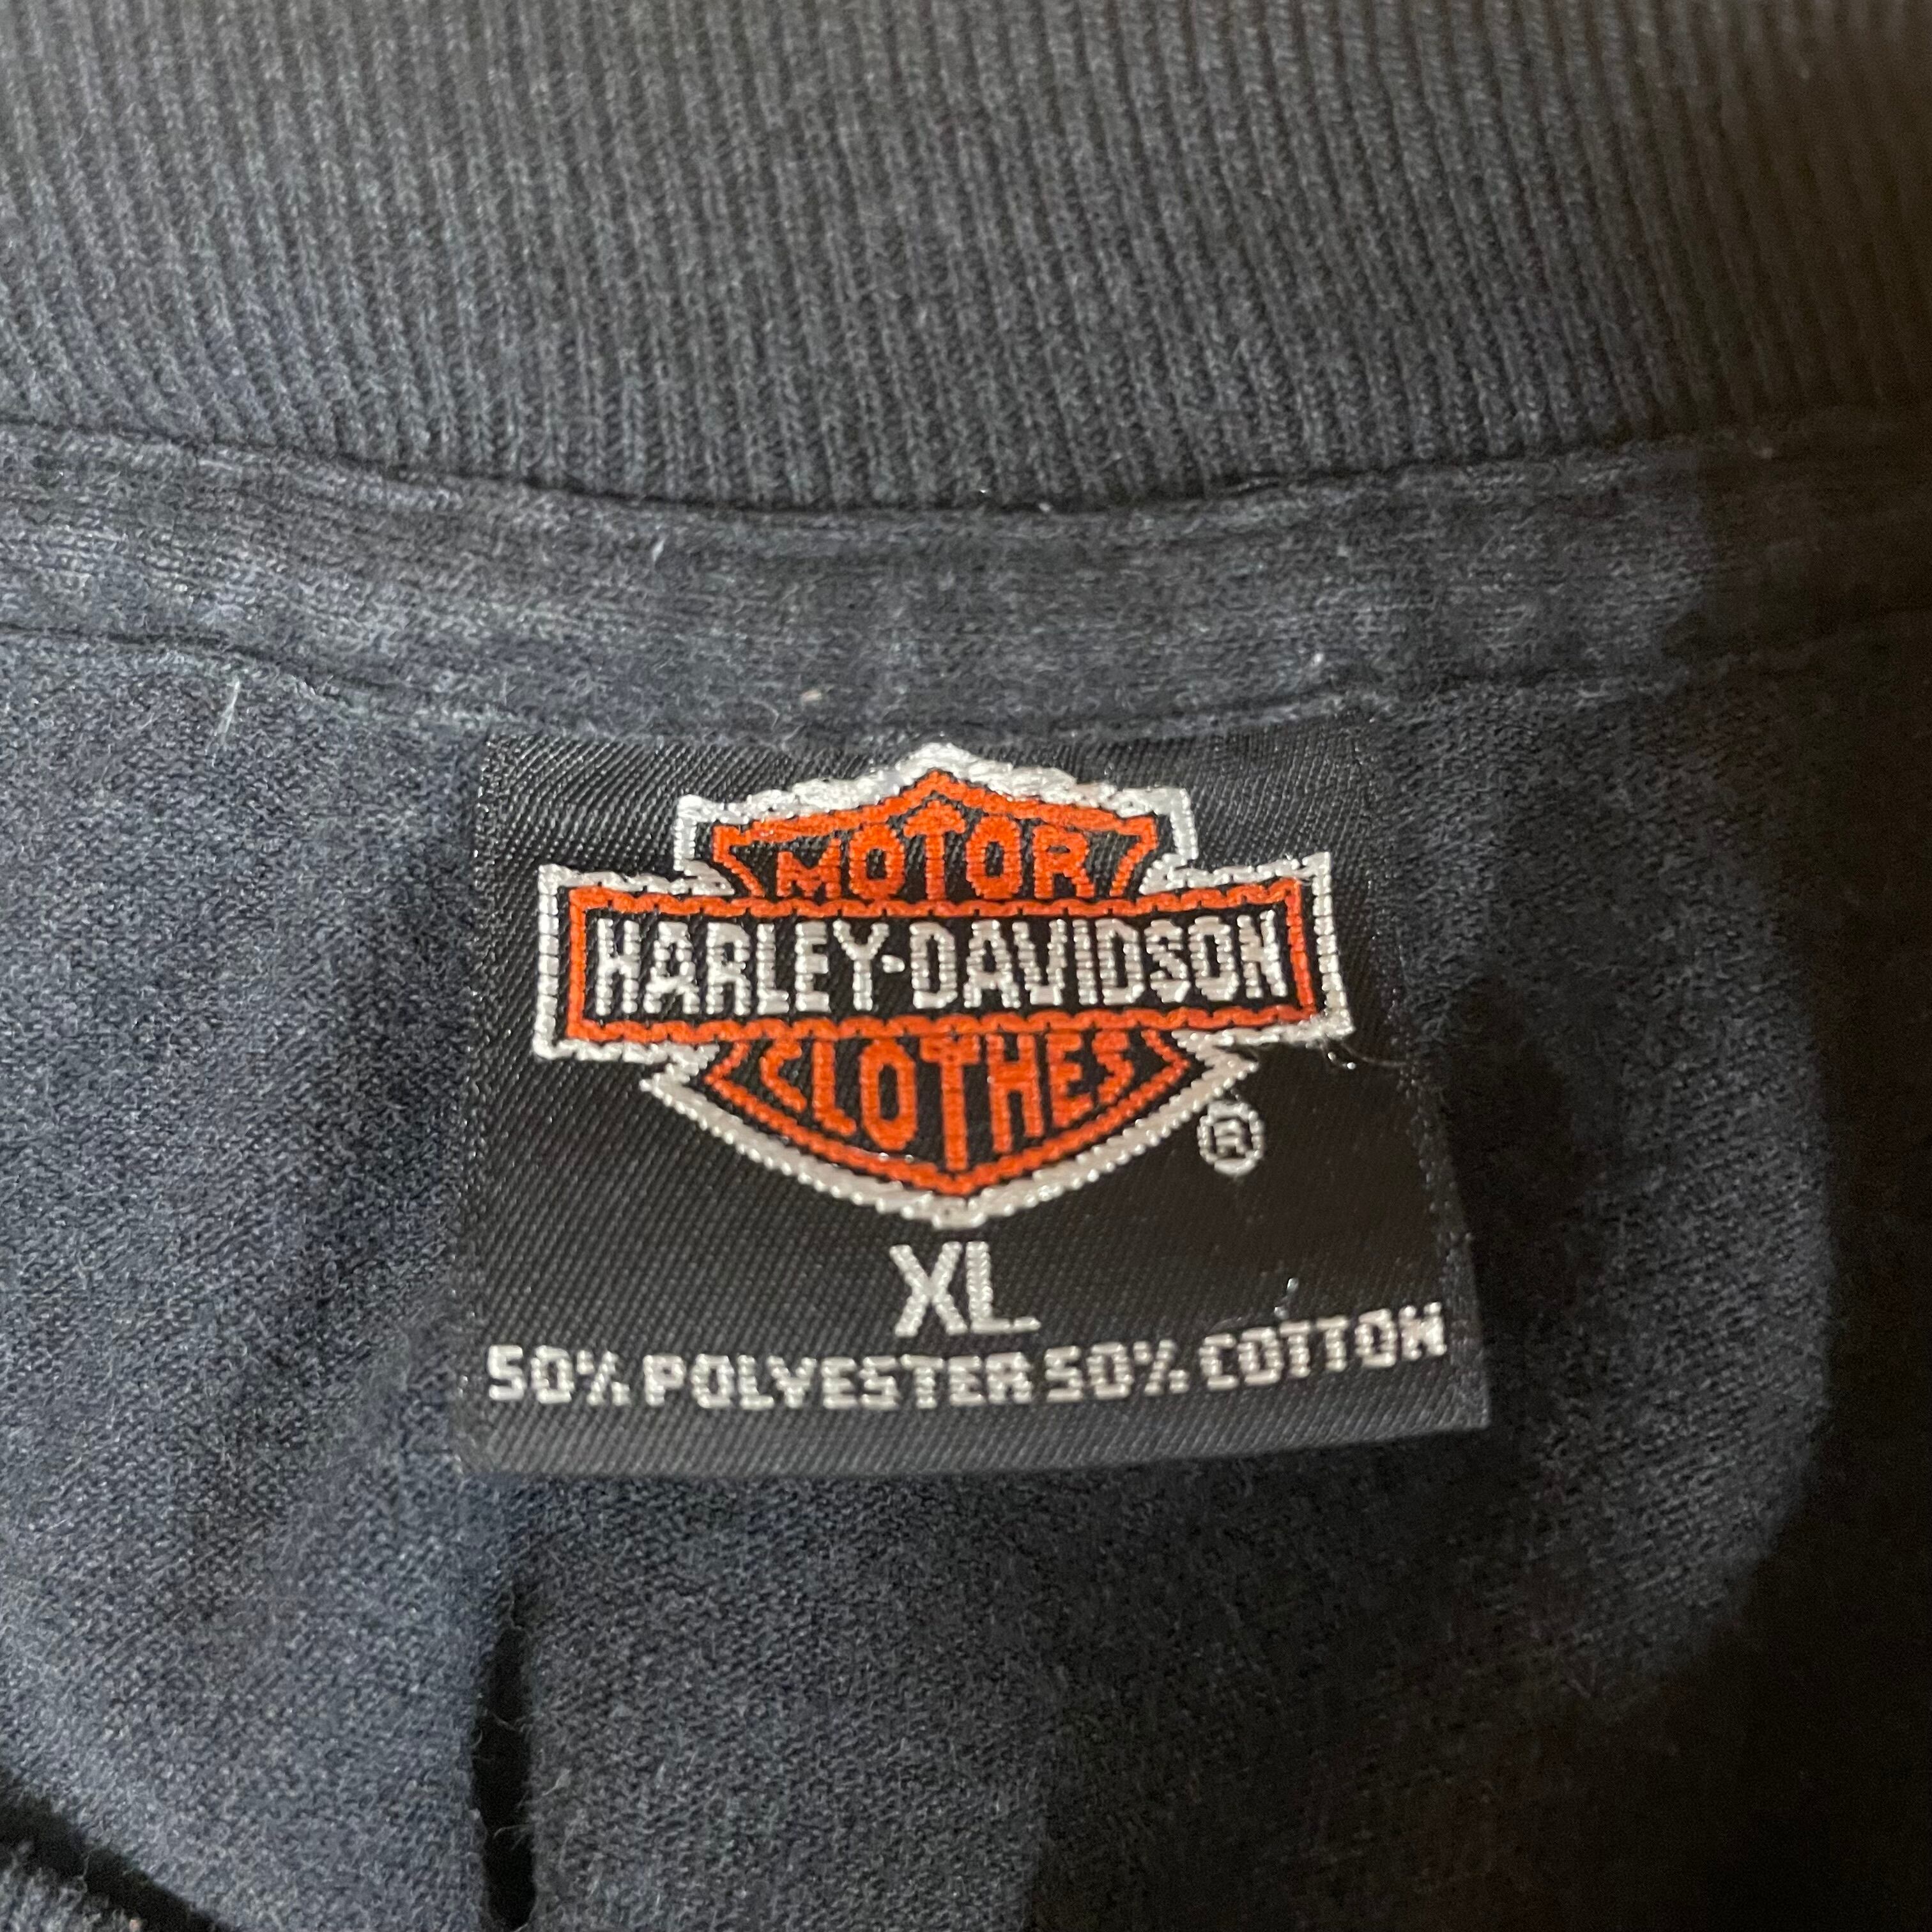 MOTOR
HARLEY-DAVIDSON
CLOTHES
®
XL
50% POLYESTER 50% COTTON